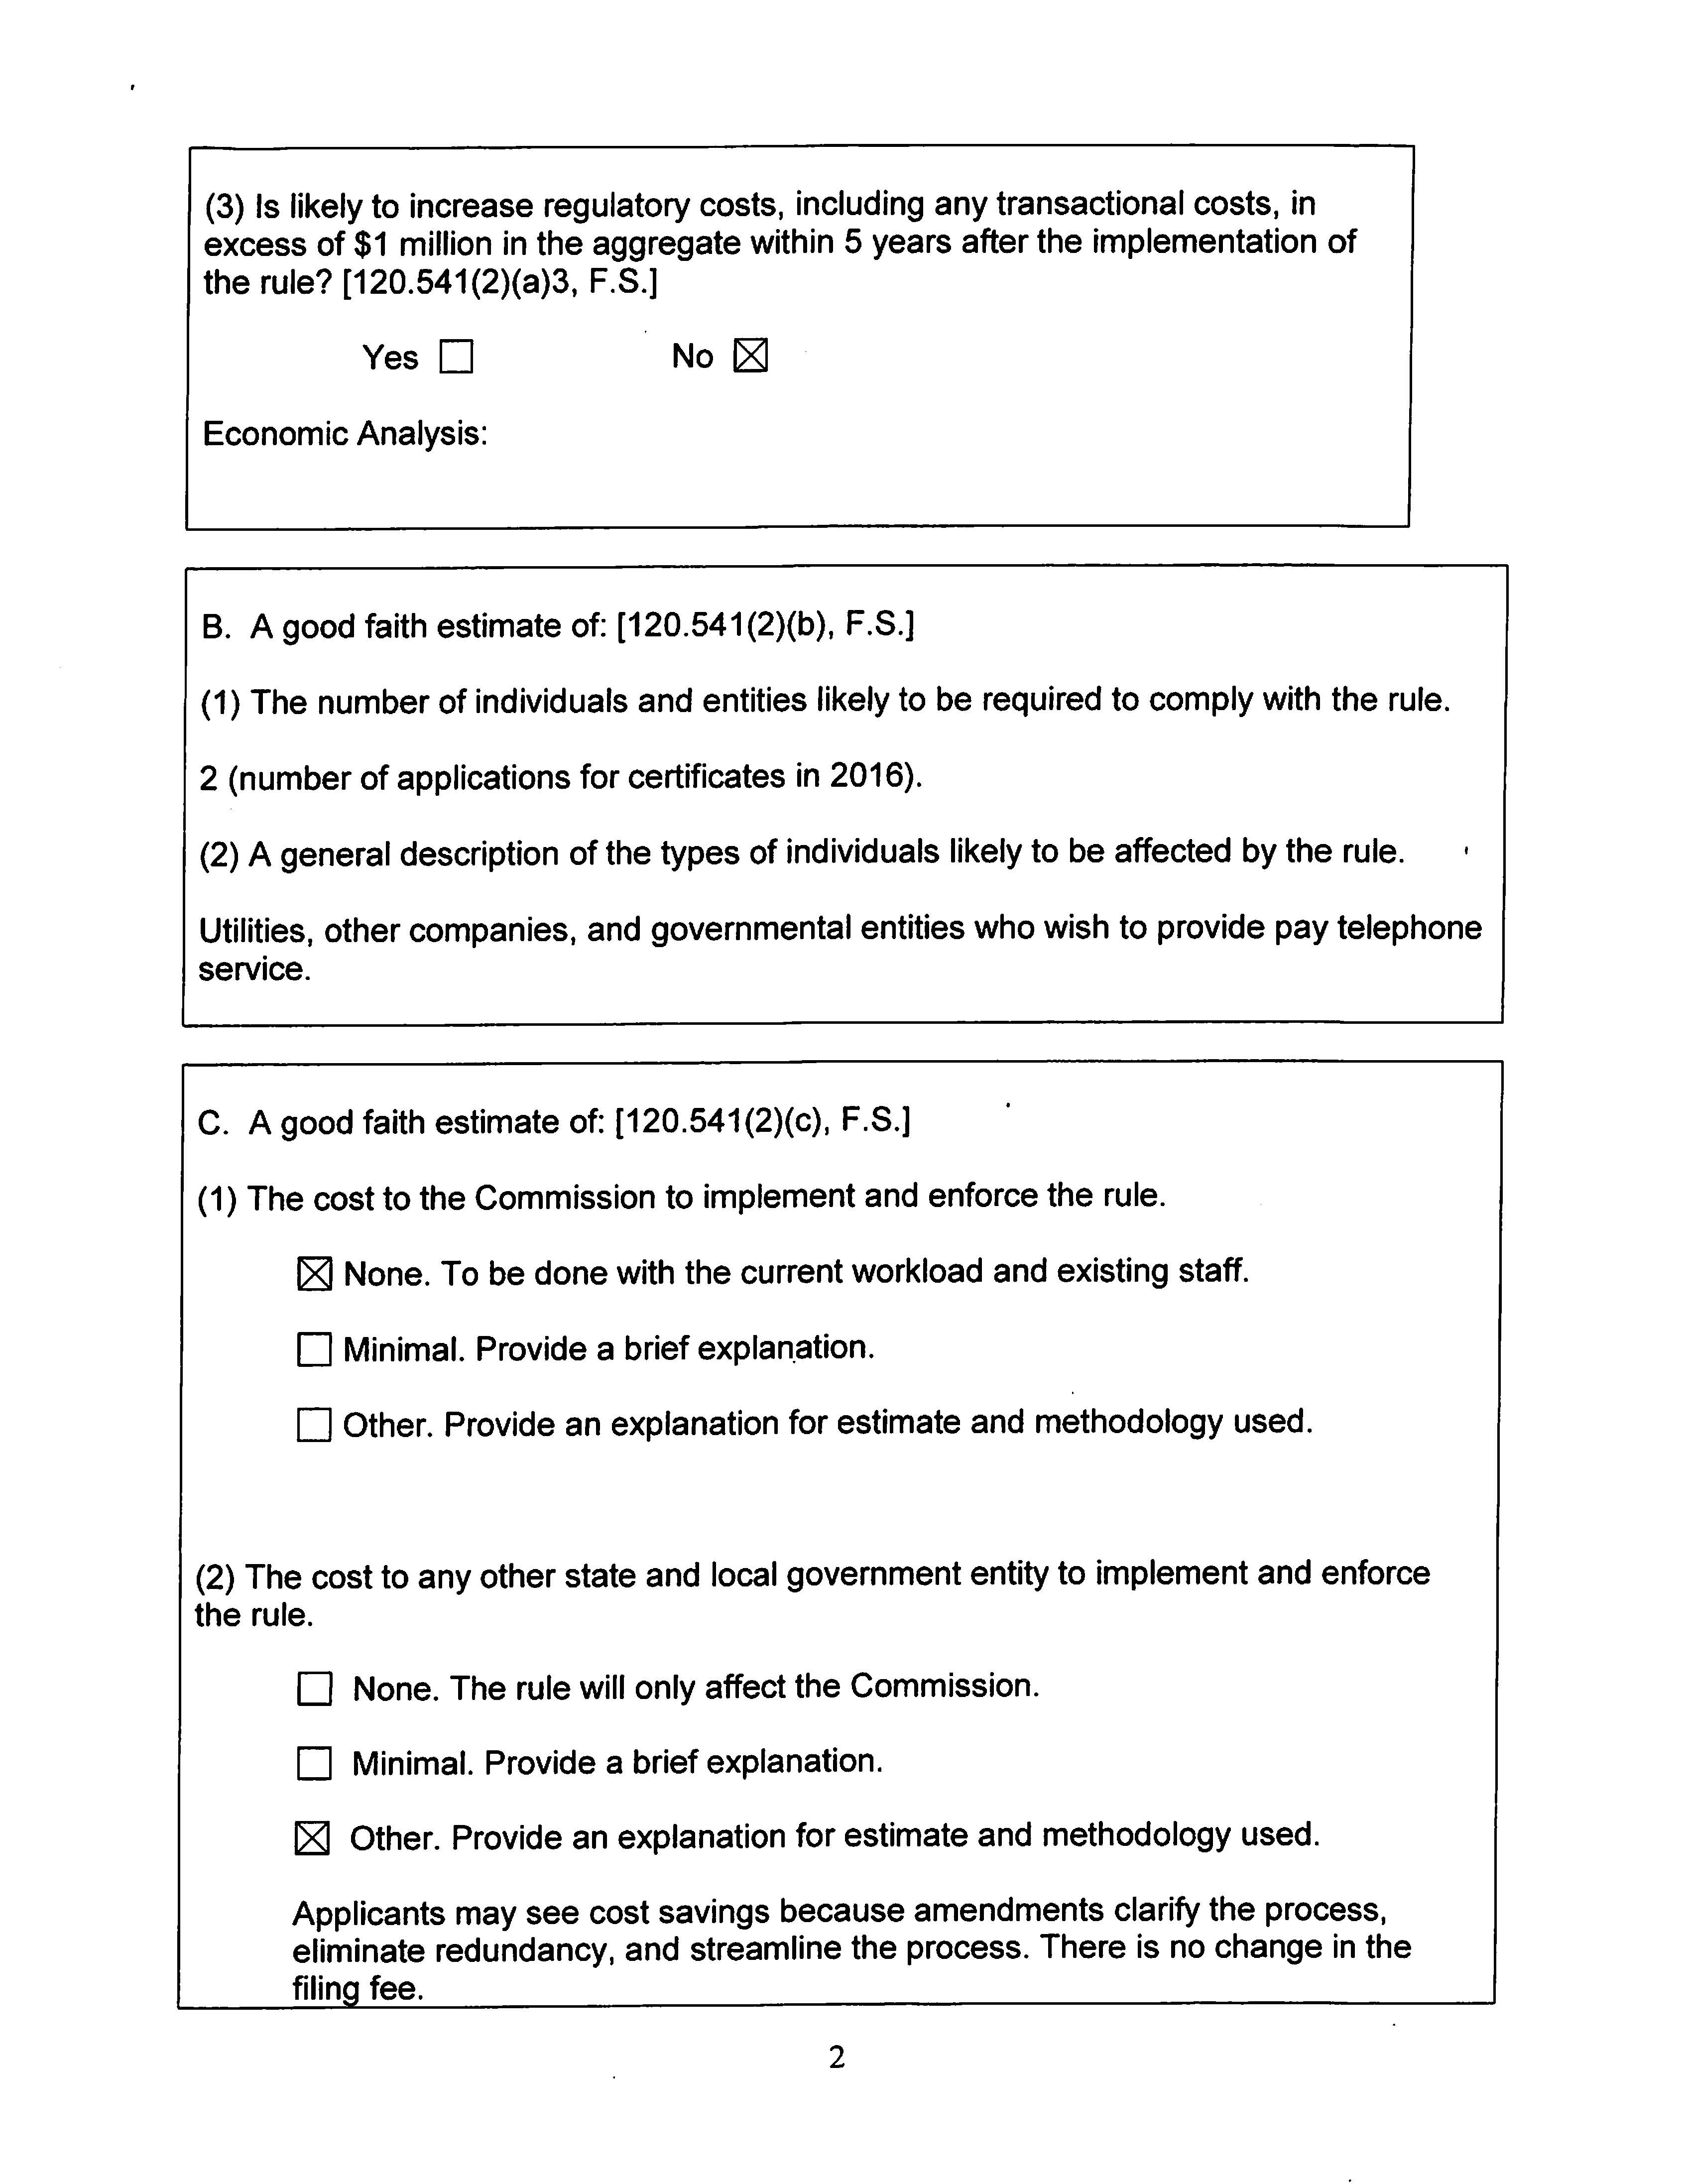 (3) Is likely to increase regulatory costs, including any transactional costs, in
excess of $1 million in the aggregate within 5 years after the implementation of
the rule? [120.541(2)(a)3, F.S.]
Yes ☐ No ☒
Economic Analysis:
B. A good faith estimate of: [120.541(2)(b), F.S.]
(1) The number of individuals and entities likely to be required to comply with the rule.
2 (number of applications for certificates in 2016).
(2) A general description of the types of individuals likely to be affected by the rule.
Utilities, other companies, and governmental entities who wish to provide pay telephone
service.
C. A good faith estimate of: [120.541(2)(c), F.S.]
(1) The cost to the Commission to implement and enforce the rule.
☒ None. To be done with the current workload and existing staff.
☐ Minimal. Provide a brief explanation.
☐ Other. Provide an explanation for estimate and methodology used.
(2) The cost to any other state and local government entity to implement and enforce
the rule.
☐ None. The rule will only affect the Commission.
☐ Minimal. Provide a brief explanation.
☒ Other. Provide an explanation for estimate and methodology used.
Applicants may see cost savings because amendments clarify the process,
eliminate redundancy, and streamline the process. There is no change in the
filing fee.
2